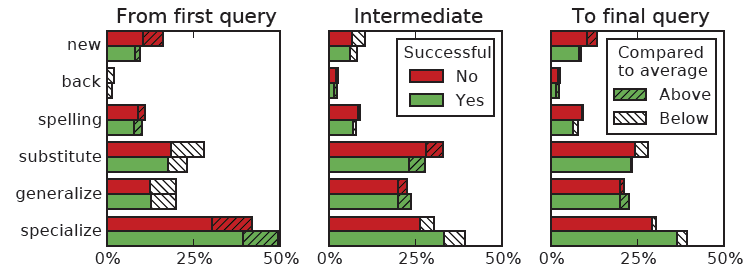 From first query Intermediate To final query
new
back
spelling
substitute
generalize
specialize
Successful
No
Yes
Compared
to average
Above
Below
0% 25% 50% 0% 25% 50% 0% 25% 50%